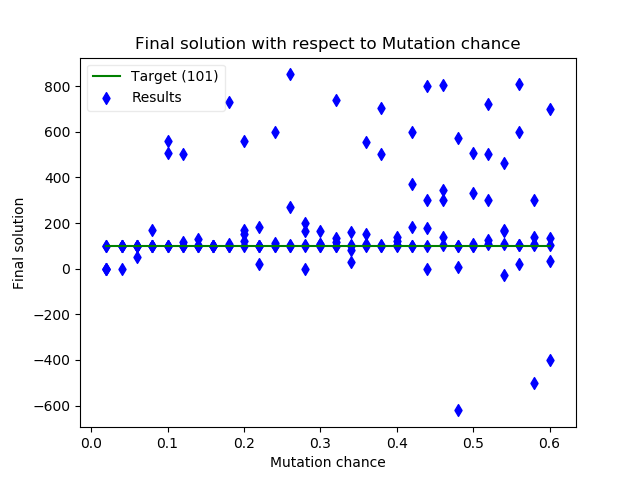 Final solution with respect to Mutation chance
Target (101)
Results
Final solution
800
600
400
200
0
−200
−400
−600
0.0 0.1 0.2 0.3 0.4 0.5 0.6
Mutation chance